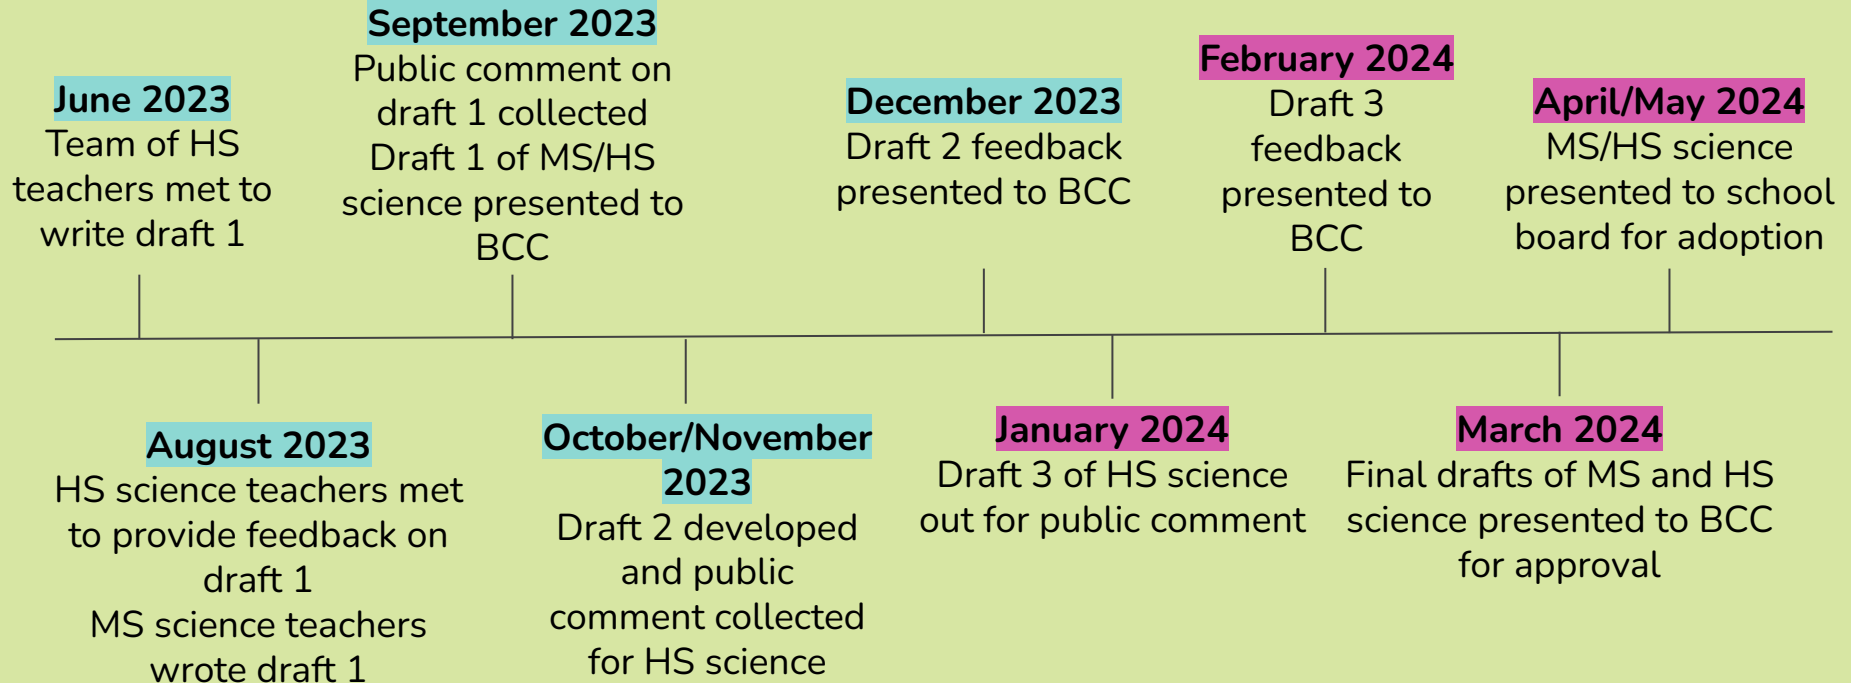 June 2023
Team of HS
teachers met to
write draft 1
August 2023
HS science teachers met
to provide feedback on
draft 1
MS science teachers
wrote draft 1
September 2023
Public comment on
draft 1 collected
Draft 1 of MS/HS
science presented to
BCC
October/November
2023
Draft 2 developed
and public
comment collected
for HS science
December 2023
Draft 2 feedback
presented to BCC
January 2024
Draft 3 of HS science
out for public comment
February 2024
Draft 3
feedback
presented to
BCC
March 2024
Final drafts of MS and HS
science presented to BCC
for approval
April/May 2024
MS/HS science
presented to school
board for adoption